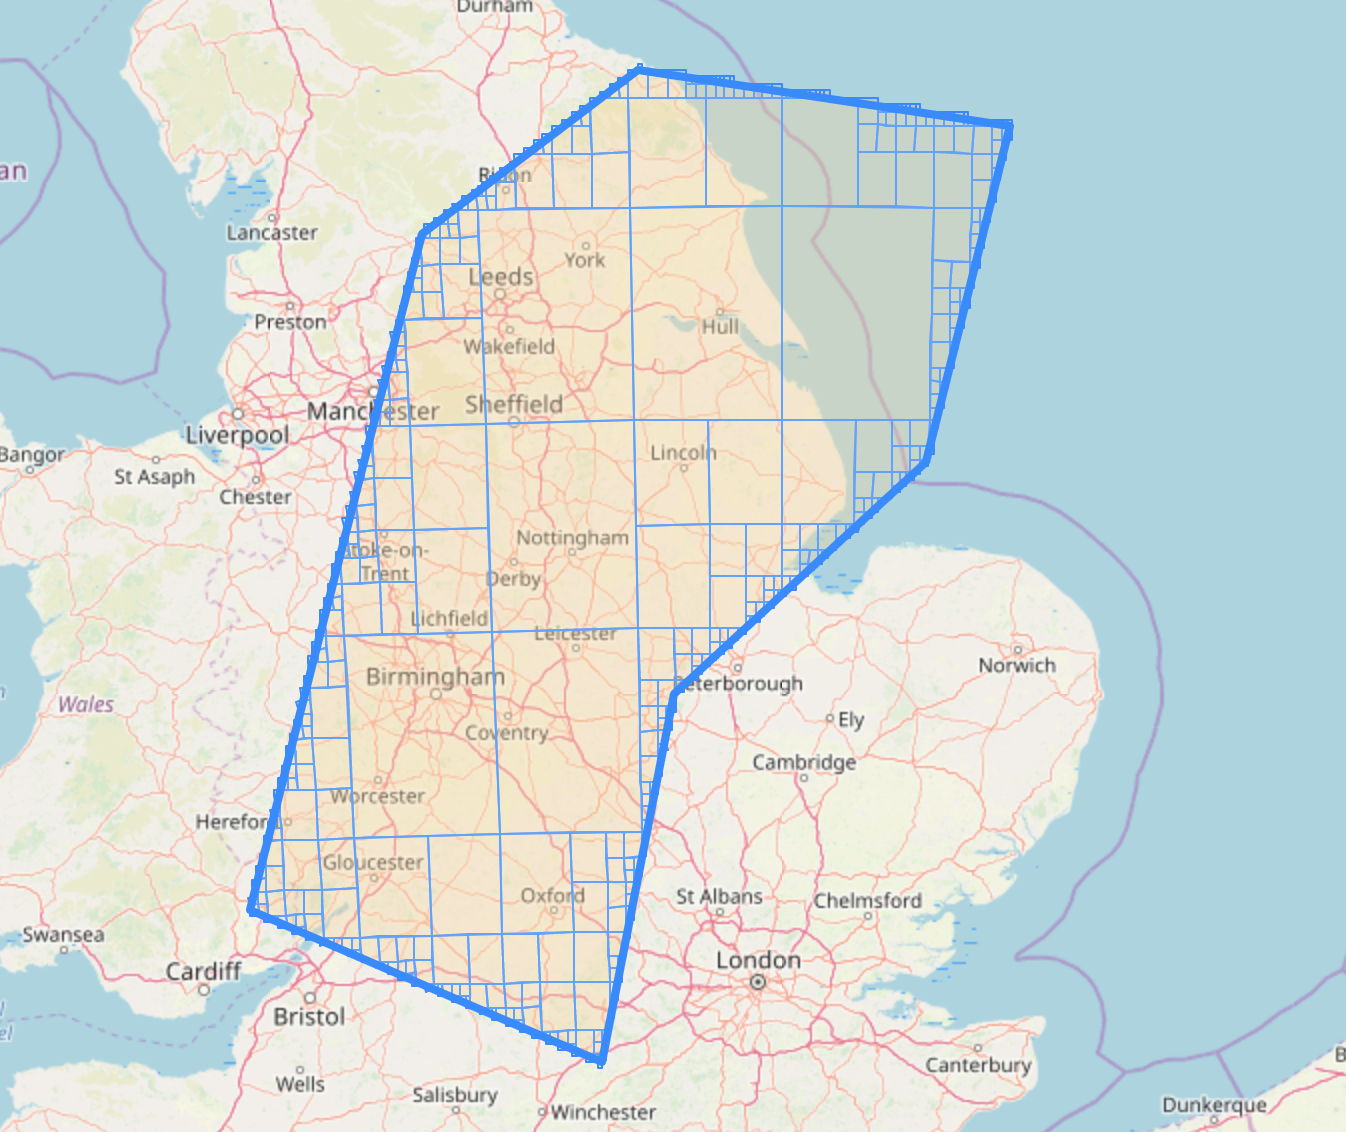 Durham
an
Ripon
Lancaster
York
Leeds
Preston
Hull
Wakefield
Manchester
Sheffield
Liverpool
Bangor
Lincoln
St Asaph
Chester
Nottingham
Stoke-on-
Trent
Derby
Lichfield
Leicester
Norwich
Birmingham
Peterborough
Wales
Ely
Coventry
Cambridge
Worcester
Hereford
Gloucester
Oxford
St Albans
Chelmsford
Swansea
London
Cardiff
Bristol
el
Canterbury
Wells
Salisbury
Dunkerque
Winchester